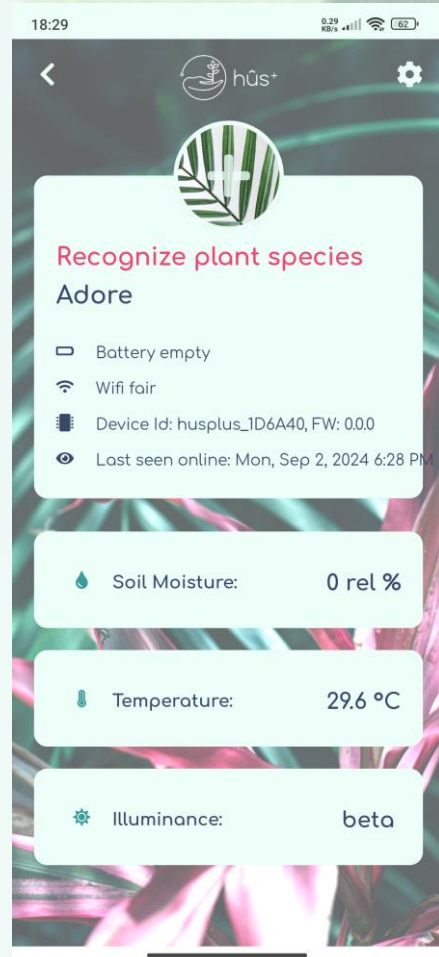 18:29
0.29
KB/s
62
hûs+
Recognize plant species
Adore
Battery empty
Wifi fair
Device Id: husplus_1D6A40, FW: 0.0.0
Last seen online: Mon, Sep 2, 2024 6:28 PM
Soil Moisture: 0 rel %
Temperature: 29.6 °C
Illuminance: beta